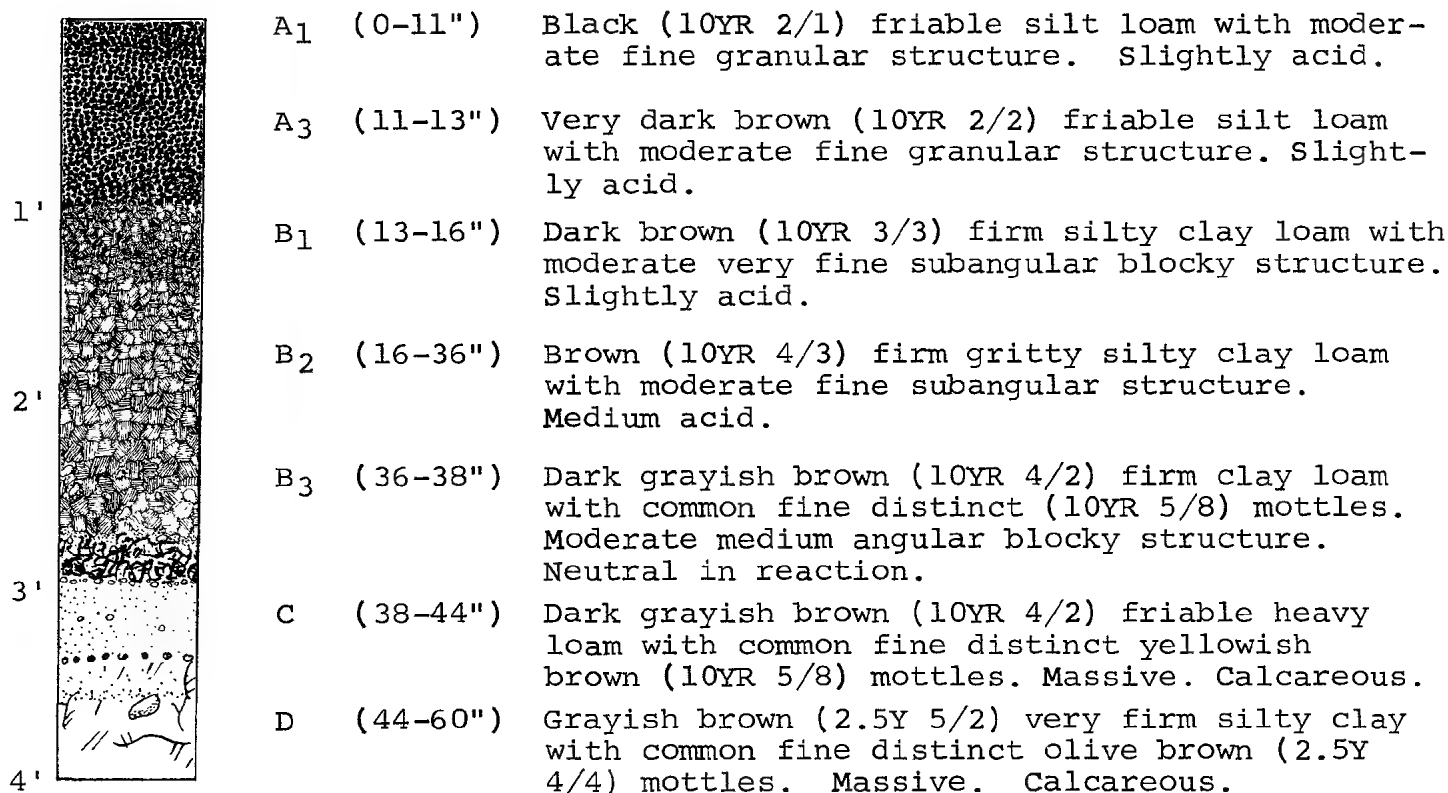 A1 (0-11") Black (10YR 2/1) friable silt loam with moder-
ate fine granular structure. Slightly acid.
A3 (11-13") Very dark brown (10YR 2/2) friable silt loam
with moderate fine granular structure. Slight-
ly acid.
1'
B1 (13-16") Dark brown (10YR 3/3) firm silty clay loam with
moderate very fine subangular blocky structure.
Slightly acid.
B2 (16-36") Brown (10YR 4/3) firm gritty silty clay loam
with moderate fine subangular structure.
2'
Medium acid.
B3 (36-38") Dark grayish brown (10YR 4/2) firm clay loam
with common fine distinct (10YR 5/8) mottles.
Moderate medium angular blocky structure.
Neutral in reaction.
3'
C (38-44") Dark grayish brown (10YR 4/2) friable heavy
loam with common fine distinct yellowish
brown (10YR 5/8) mottles. Massive. Calcareous.
D (44-60") Grayish brown (2.5Y 5/2) very firm silty clay
with common fine distinct olive brown (2.5Y
4/4) mottles. Massive. Calcareous.
4'